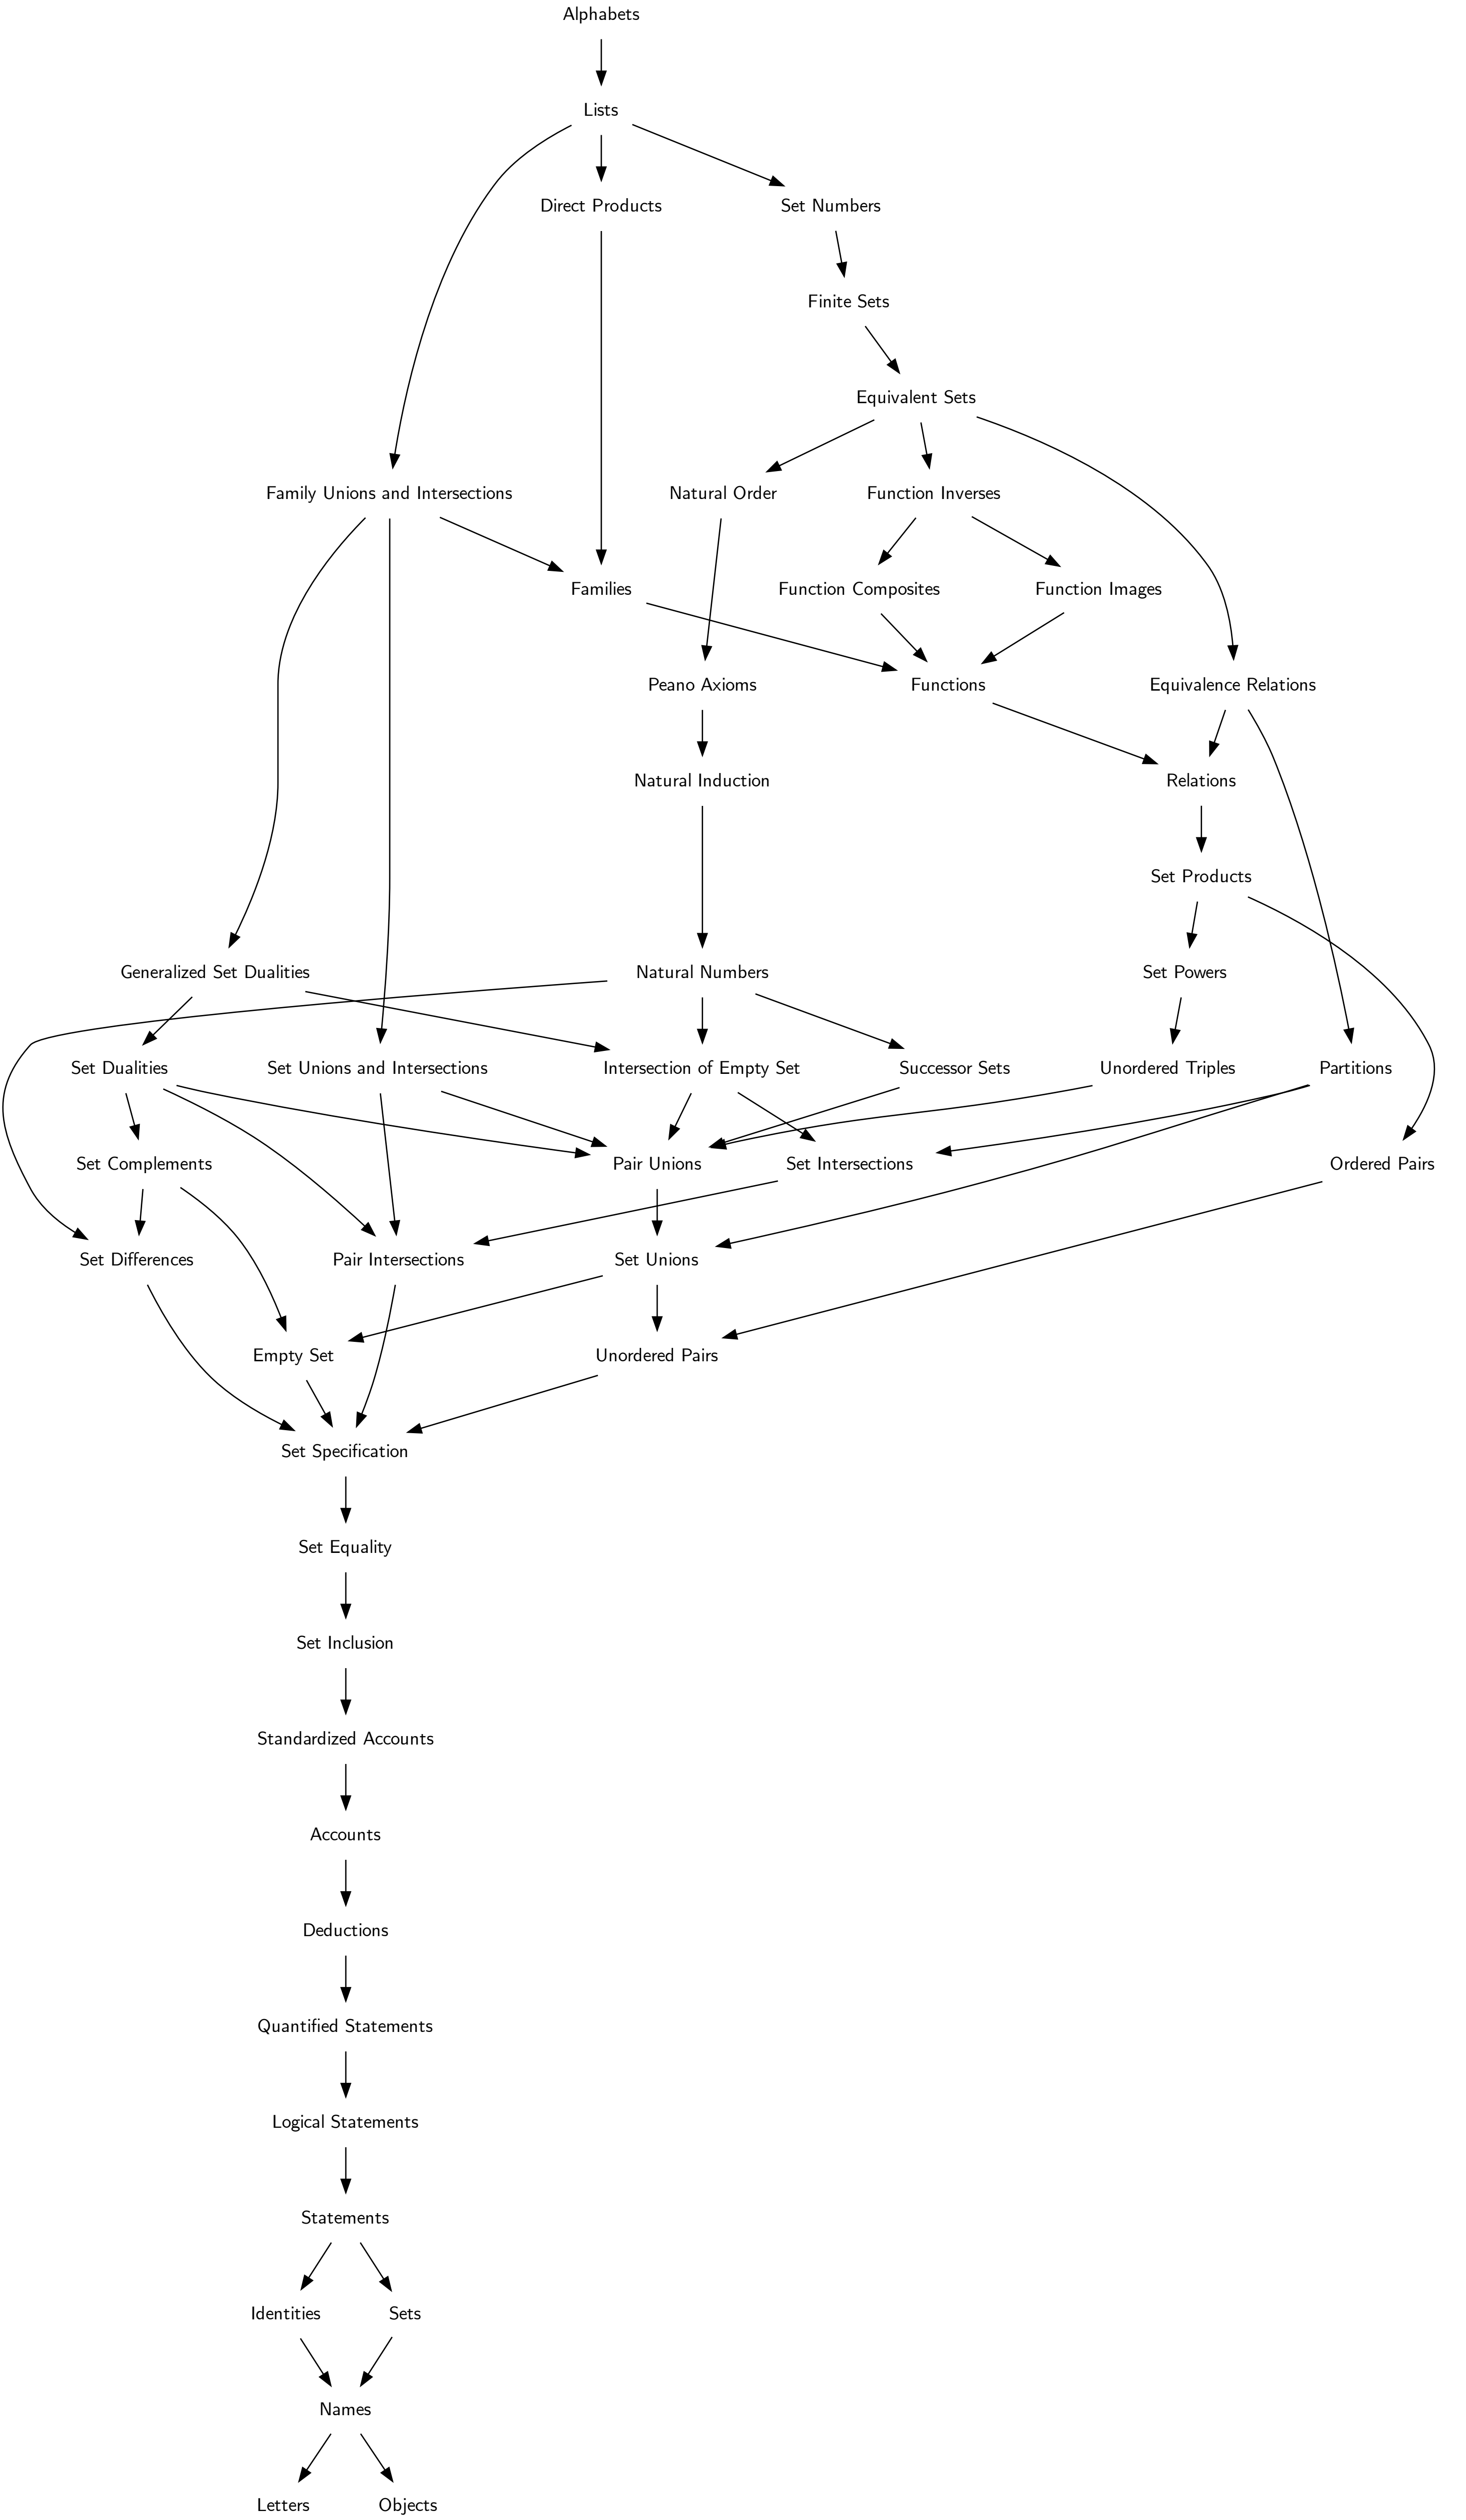 Alphabets
Lists
Direct Products
Set Numbers
Finite Sets
Equivalent Sets
Family Unions and Intersections
Natural Order
Function Inverses
Families
Function Composites
Function Images
Peano Axioms
Functions
Equivalence Relations
Natural Induction
Relations
Set Products
Generalized Set Dualities
Natural Numbers
Set Powers
Set Dualities
Set Unions and Intersections
Intersection of Empty Set
Successor Sets
Unordered Triples
Partitions
Set Complements
Pair Unions
Set Intersections
Ordered Pairs
Set Differences
Pair Intersections
Set Unions
Empty Set
Unordered Pairs
Set Specification
Set Equality
Set Inclusion
Standardized Accounts
Accounts
Deductions
Quantified Statements
Logical Statements
Statements
Identities
Sets
Names
Letters
Objects